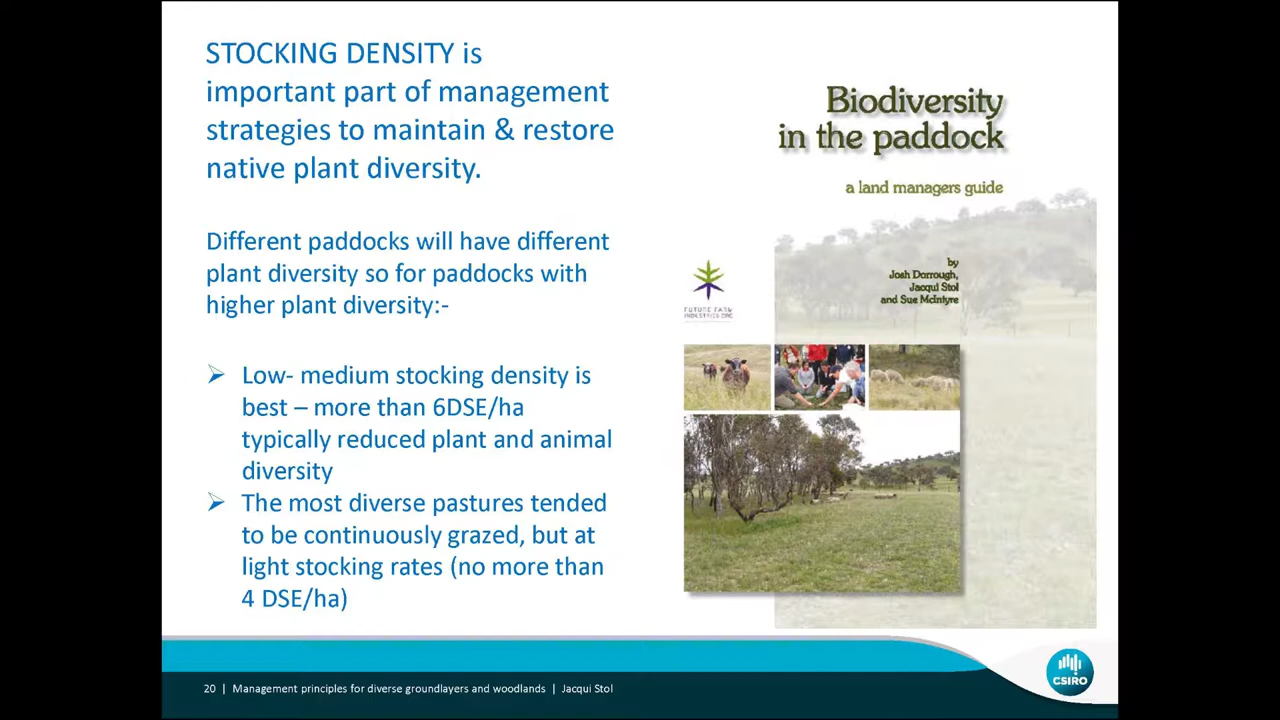 STOCKING DENSITY is
important part of management
strategies to maintain & restore
native plant diversity.
Different paddocks will have different
plant diversity so for paddocks with
higher plant diversity:-
Low- medium stocking density is
best – more than 6DSE/ha
typically reduced plant and animal
diversity
The most diverse pastures tended
to be continuously grazed, but at
light stocking rates (no more than
4 DSE/ha)
Biodiversity
in the paddock
a land managers guide
by
Josh Dorrough,
Jacqui Stol
and Sue McIntyre
FUTURE FARM
INDUSTRIES CRC
20 | Management principles for diverse groundlayers and woodlands | Jacqui Stol
CSIRO